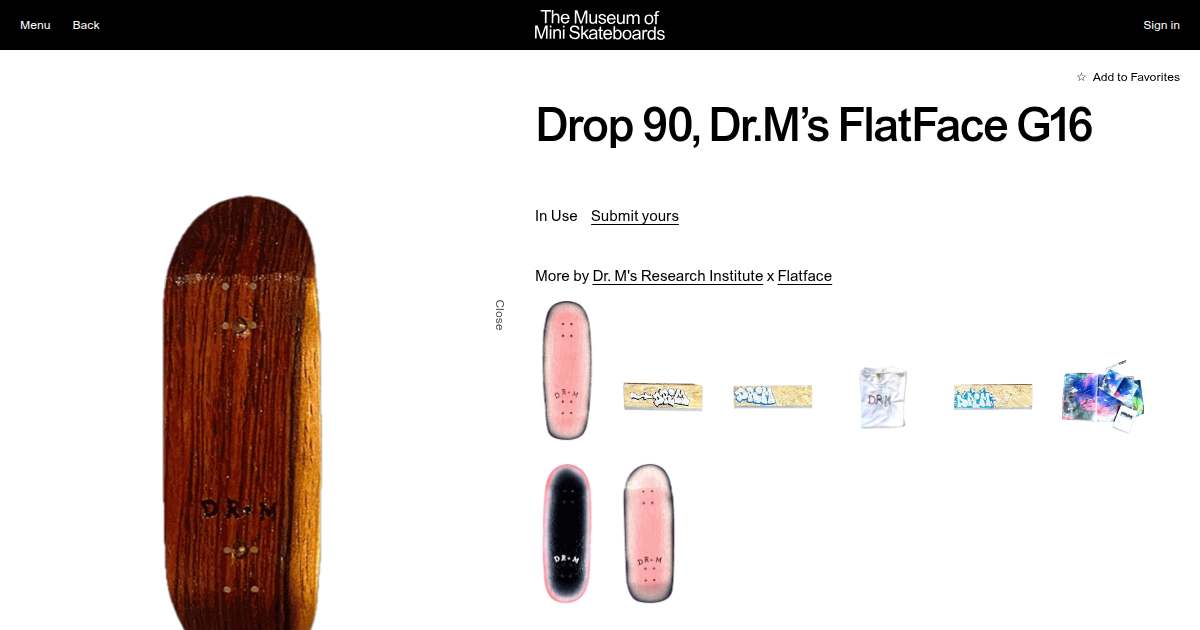 Menu
Back
The Museum of
Mini Skateboards
Sign in
☆ Add to Favorites
Drop 90, Dr.M’s FlatFace G16
In Use Submit yours
More by Dr. M's Research Institute x Flatface
Close
DR•M
DR•M
DRM
DR•M
DR•M